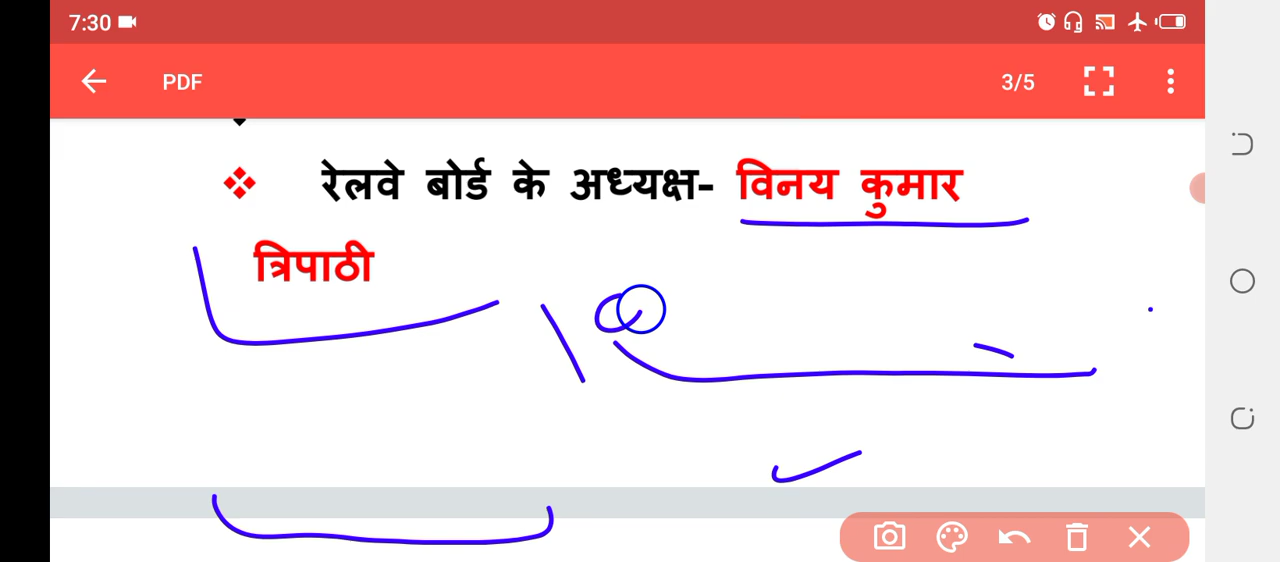 7:30
PDF
3/5
❖ रेलवे बोर्ड के अध्यक्ष- विनय कुमार
त्रिपाठी